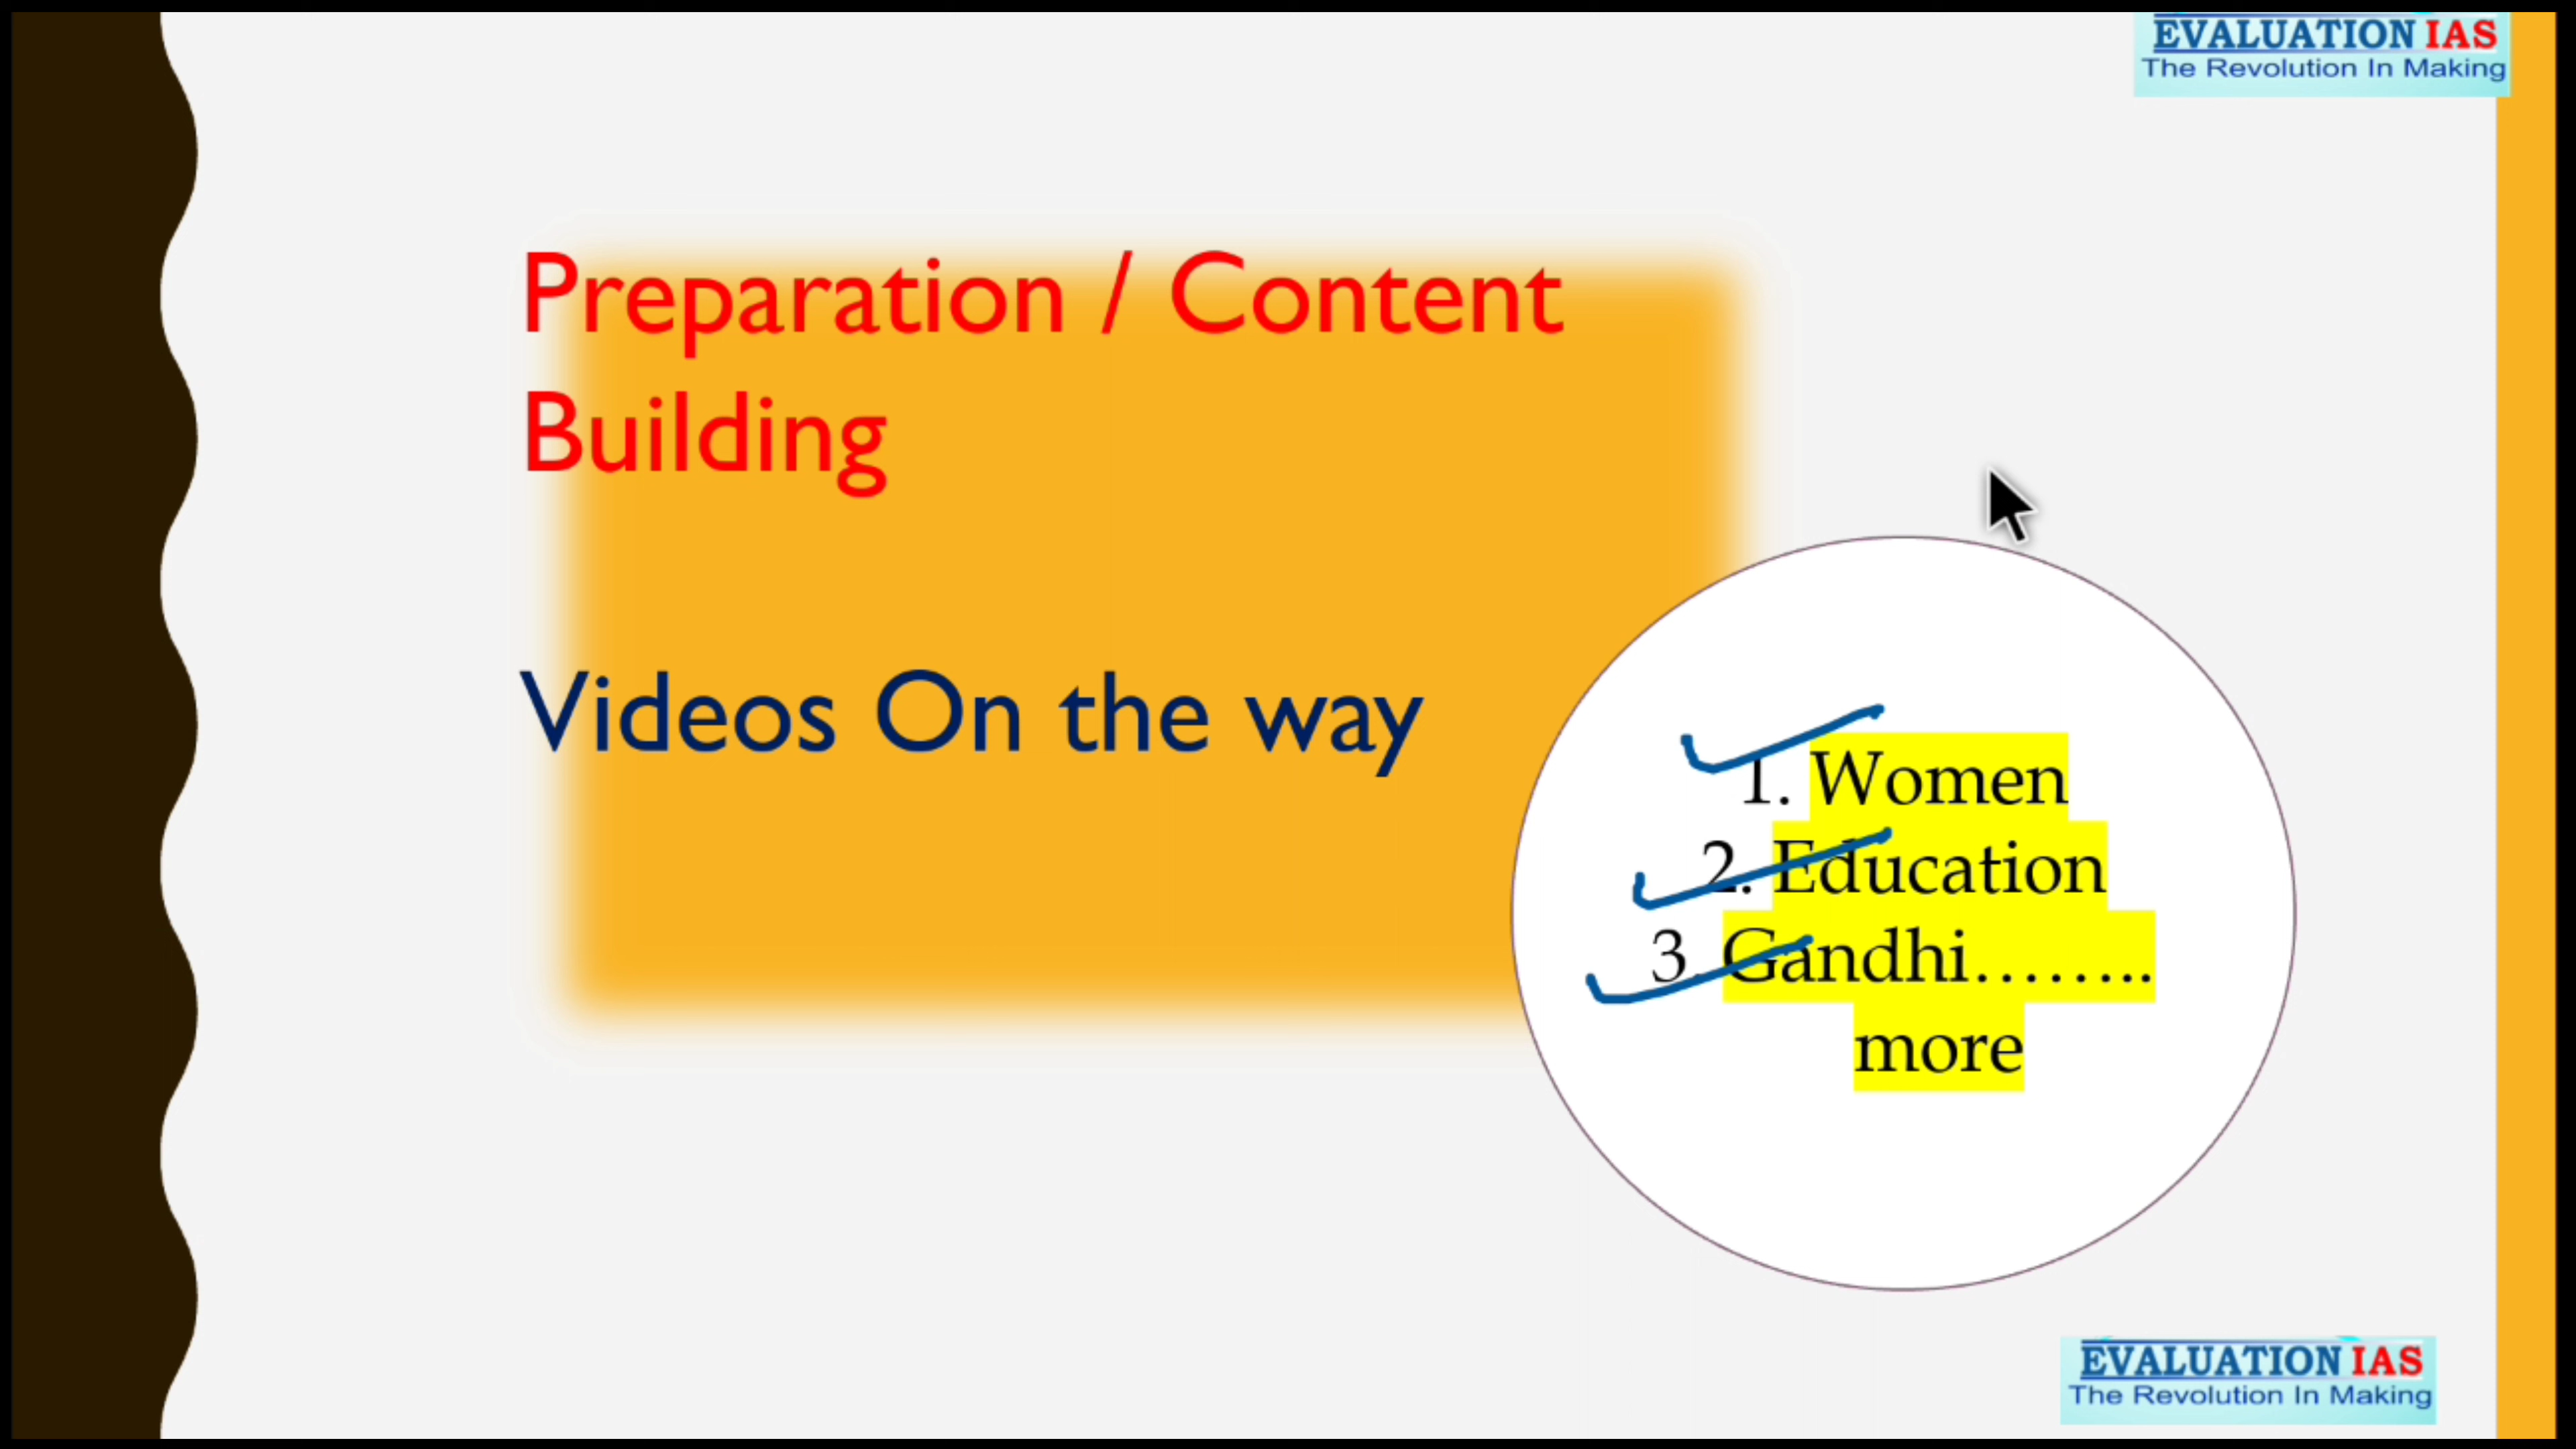 EVALUATION IAS
The Revolution In Making
Preparation / Content
Building
Videos On the way
1. Women
2. Education
3. Gandhi……..
more
EVALUATION IAS
The Revolution In Making